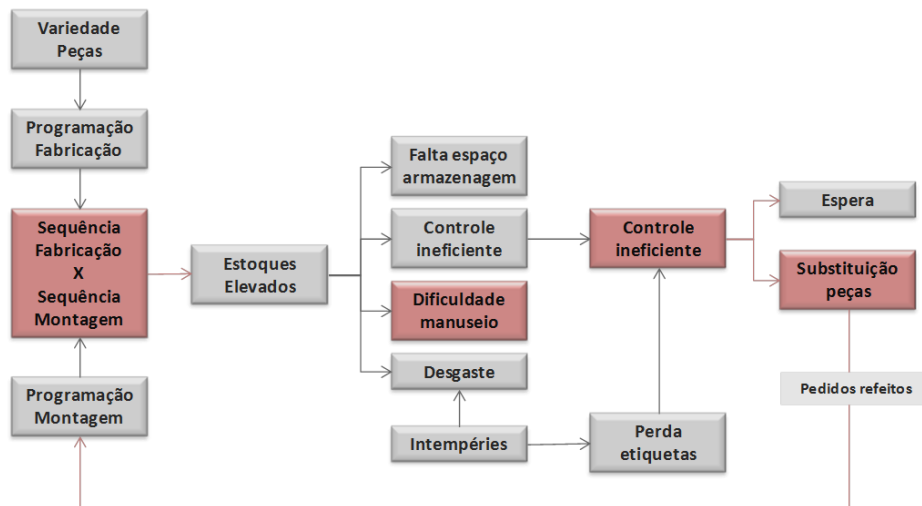 Variedade
Peças
Programação
Fabricação
Sequência
Fabricação
X
Sequência
Montagem
Programação
Montagem
Estoques
Elevados
Falta espaço
armazenagem
Controle
ineficiente
Dificuldade
manuseio
Desgaste
Intempéries
Controle
ineficiente
Perda
etiquetas
Espera
Substituição
peças
Pedidos refeitos